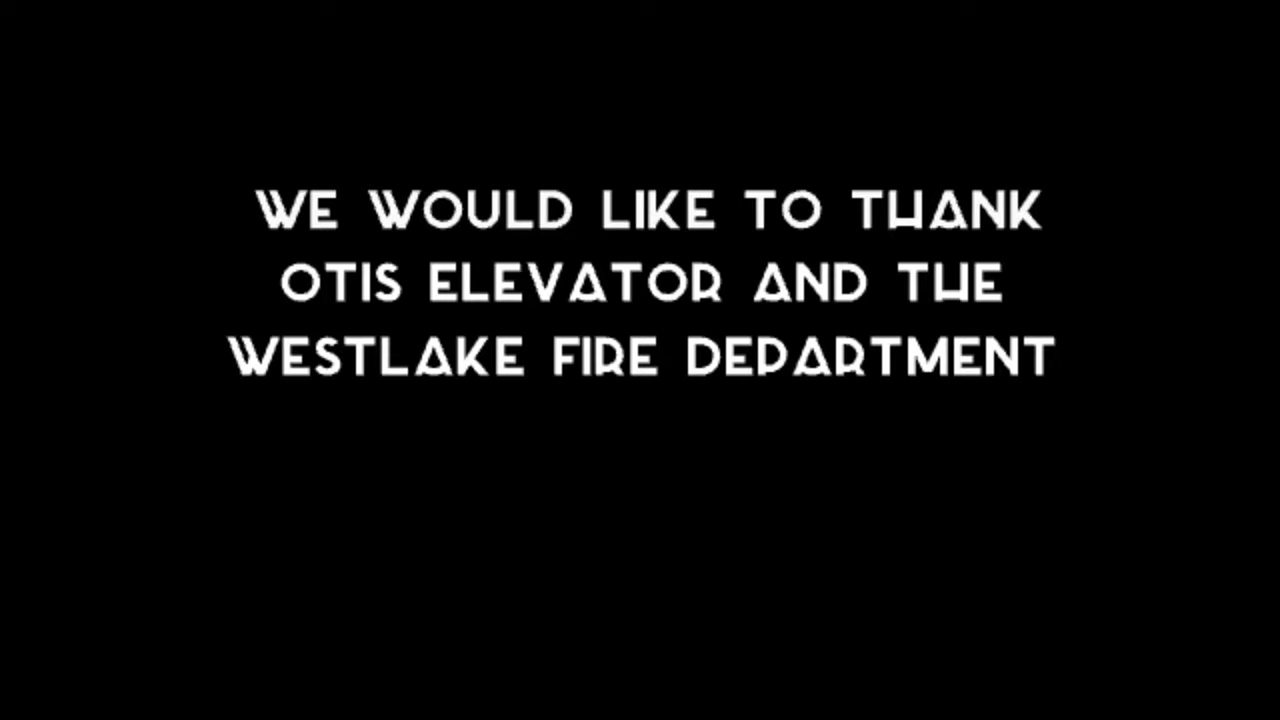 WE WOULD LIKE TO THANK
OTIS ELEVATOR AND THE
WESTLAKE FIRE DEPARTMENT